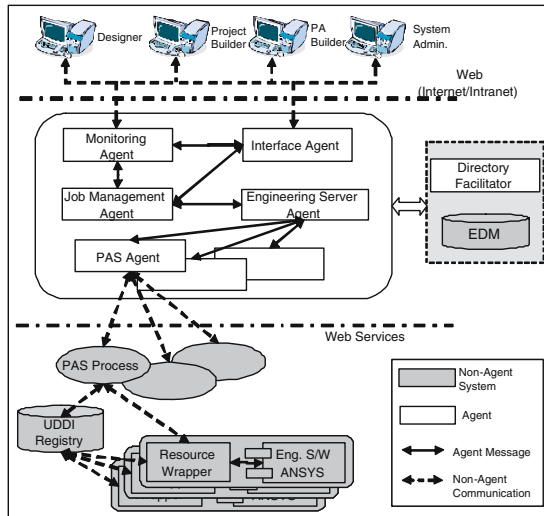 Designer
Project
Builder
PA
Builder
System
Admin.
Web
(Internet/Intranet)
Monitoring
Agent
Interface Agent
Job Management
Agent
Engineering Server
Agent
PAS Agent
Directory
Facilitator
EDM
Web Services
PAS Process
UDDI
Registry
Resource
Wrapper
Eng. S/W
ANSYS
Non-Agent
System
Agent
Agent Message
Non-Agent
Communication